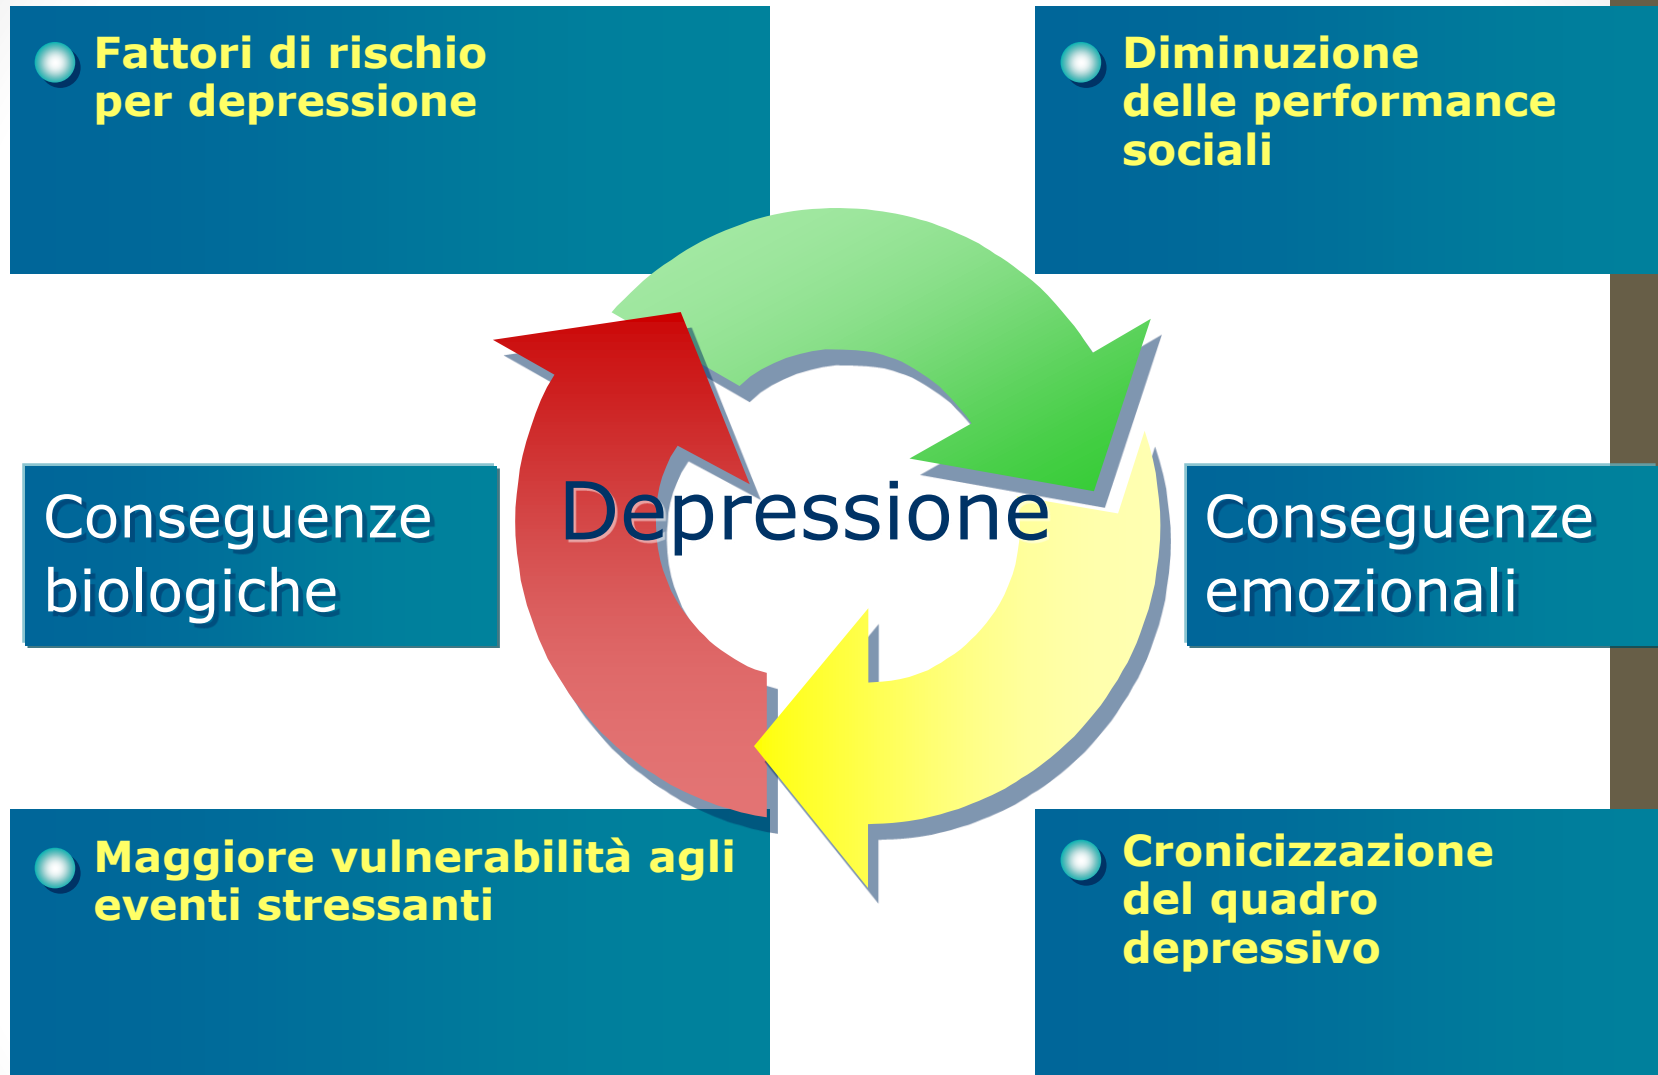 Fattori di rischio
per depressione
Diminuzione
delle performance
sociali
Conseguenze
biologiche
Depressione
Conseguenze
emozionali
Maggiore vulnerabilità agli
eventi stressanti
Cronicizzazione
del quadro
depressivo